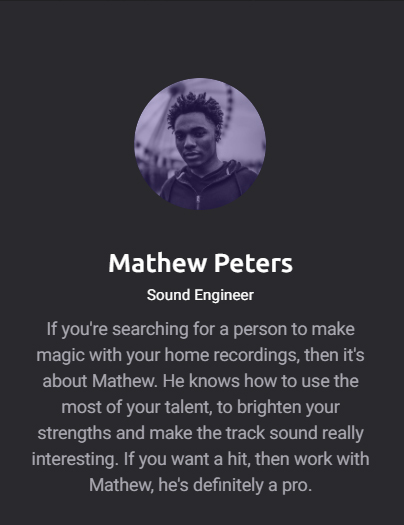 Mathew Peters
Sound Engineer
If you're searching for a person to make
magic with your home recordings, then it's
about Mathew. He knows how to use the
most of your talent, to brighten your
strengths and make the track sound really
interesting. If you want a hit, then work with
Mathew, he's definitely a pro.